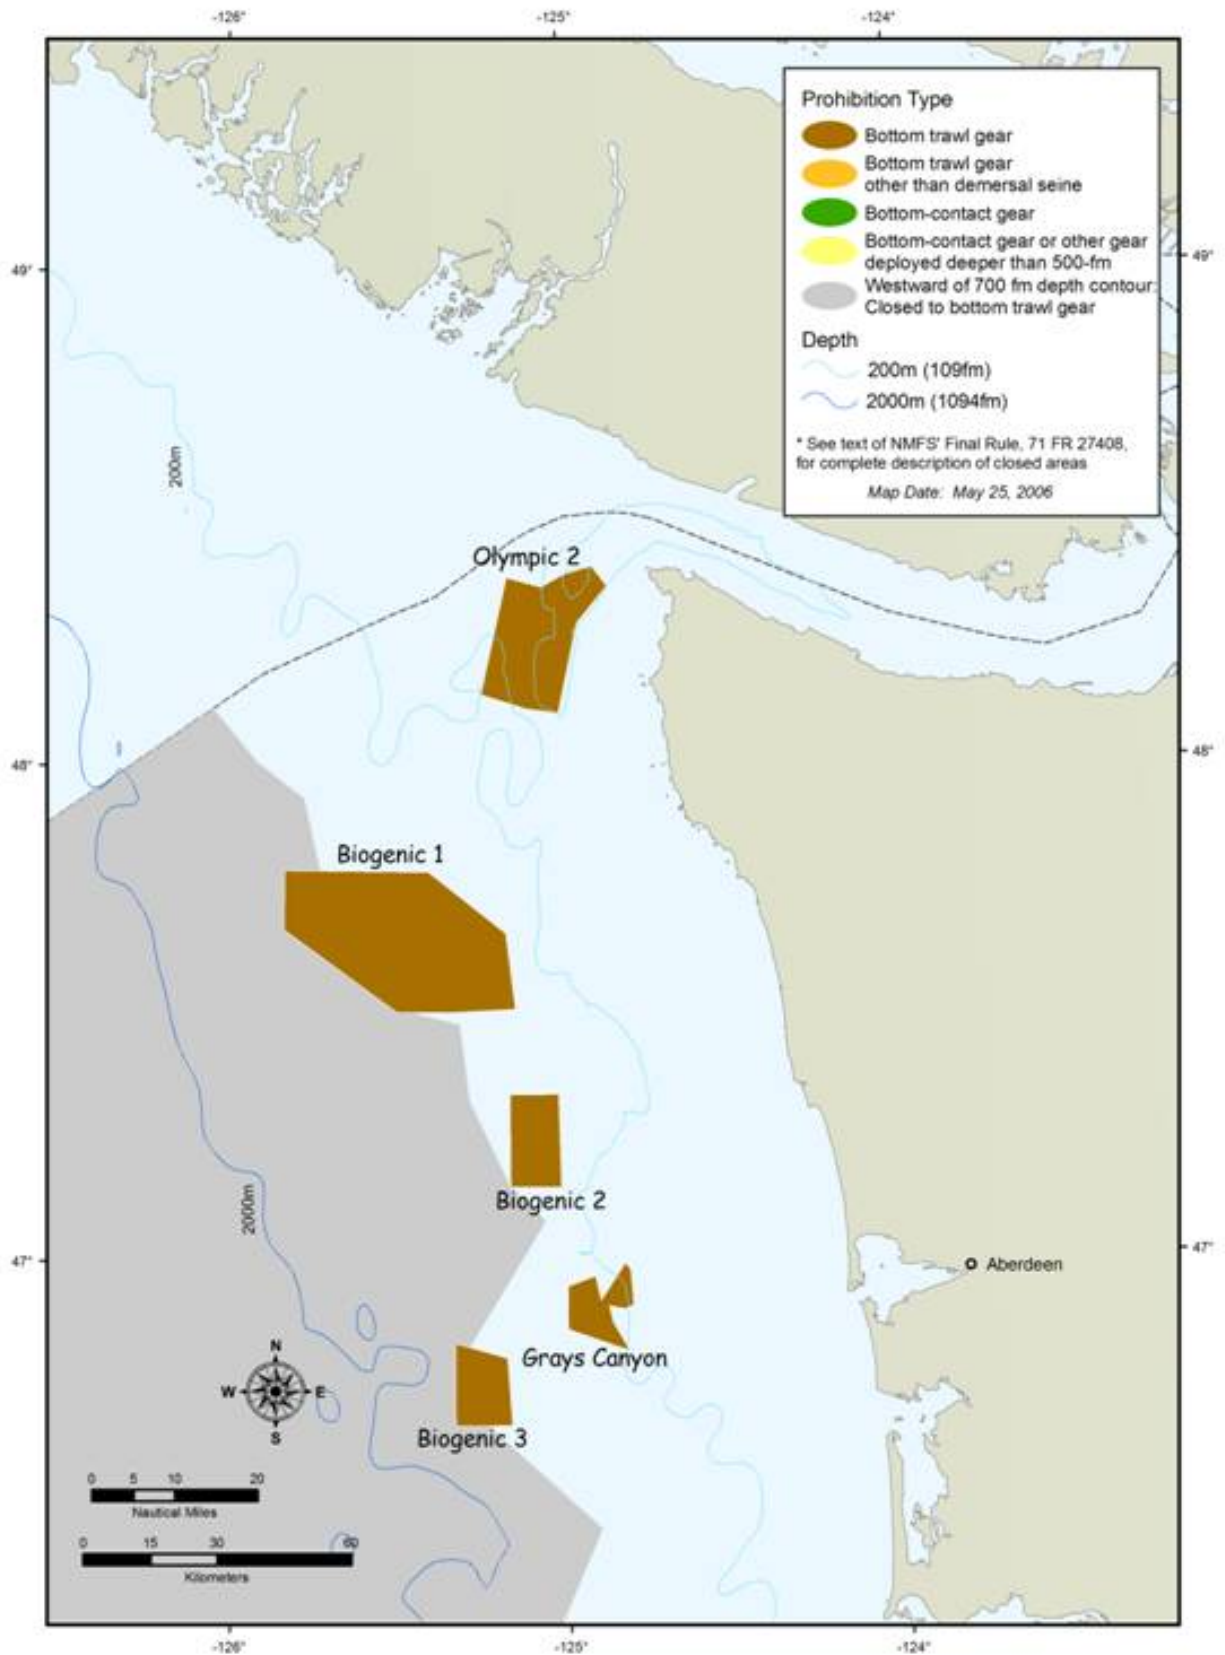 -126°
-125°
-124°
Prohibition Type
Bottom trawl gear
Bottom trawl gear
other than demersal seine
Bottom-contact gear
Bottom-contact gear or other gear
deployed deeper than 500-fm
Westward of 700 fm depth contour:
Closed to bottom trawl gear
Depth
200m (109fm)
2000m (1094fm)
* See text of NMFS' Final Rule, 71 FR 27408,
for complete description of closed areas
Map Date: May 25, 2006
49°
49°
200m
Olympic 2
48°
48°
Biogenic 1
Biogenic 2
2000m
47°
47°
Aberdeen
Grays Canyon
N
W
E
S
Biogenic 3
0 5 10 20
Nautical Miles
0 15 30 60
Kilometers
-126°
-125°
-124°